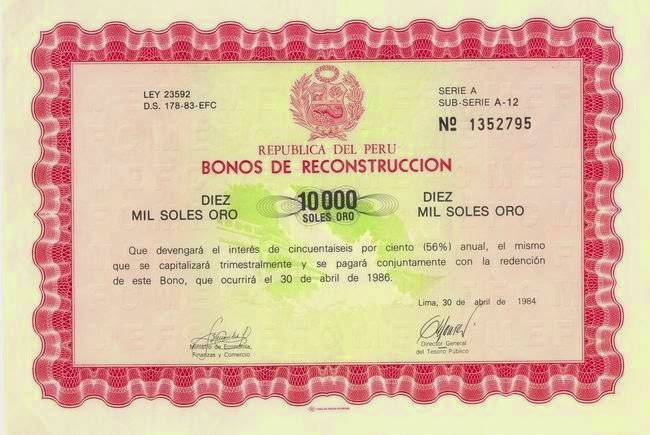 LEY 23592
D.S. 178-83-EFC
SERIE A
SUB-SERIE A-12
Nº 1352795
REPUBLICA DEL PERU
BONOS DE RECONSTRUCCION
DIEZ
MIL SOLES ORO
10000
SOLES ORO
DIEZ
MIL SOLES ORO
Que devengará el interés de cincuentaiseis por ciento (56%) anual, el mismo
que se capitalizará trimestralmente y se pagará conjuntamente con la redención
de este Bono, que ocurrirá el 30 de abril de 1986.
Lima, 30 de abril de 1984
Ministro de Economía,
Finanzas y Comercio
Director General
del Tesoro Público